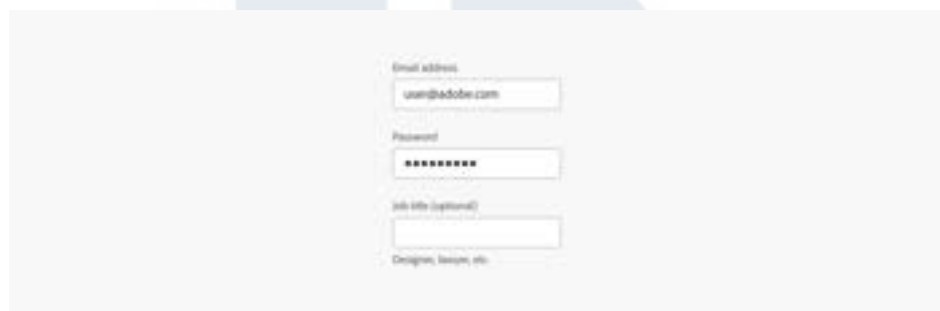 Email address
user@adobe.com
Password
•••••••••
Job title (optional)
Designer, lawyer, etc.